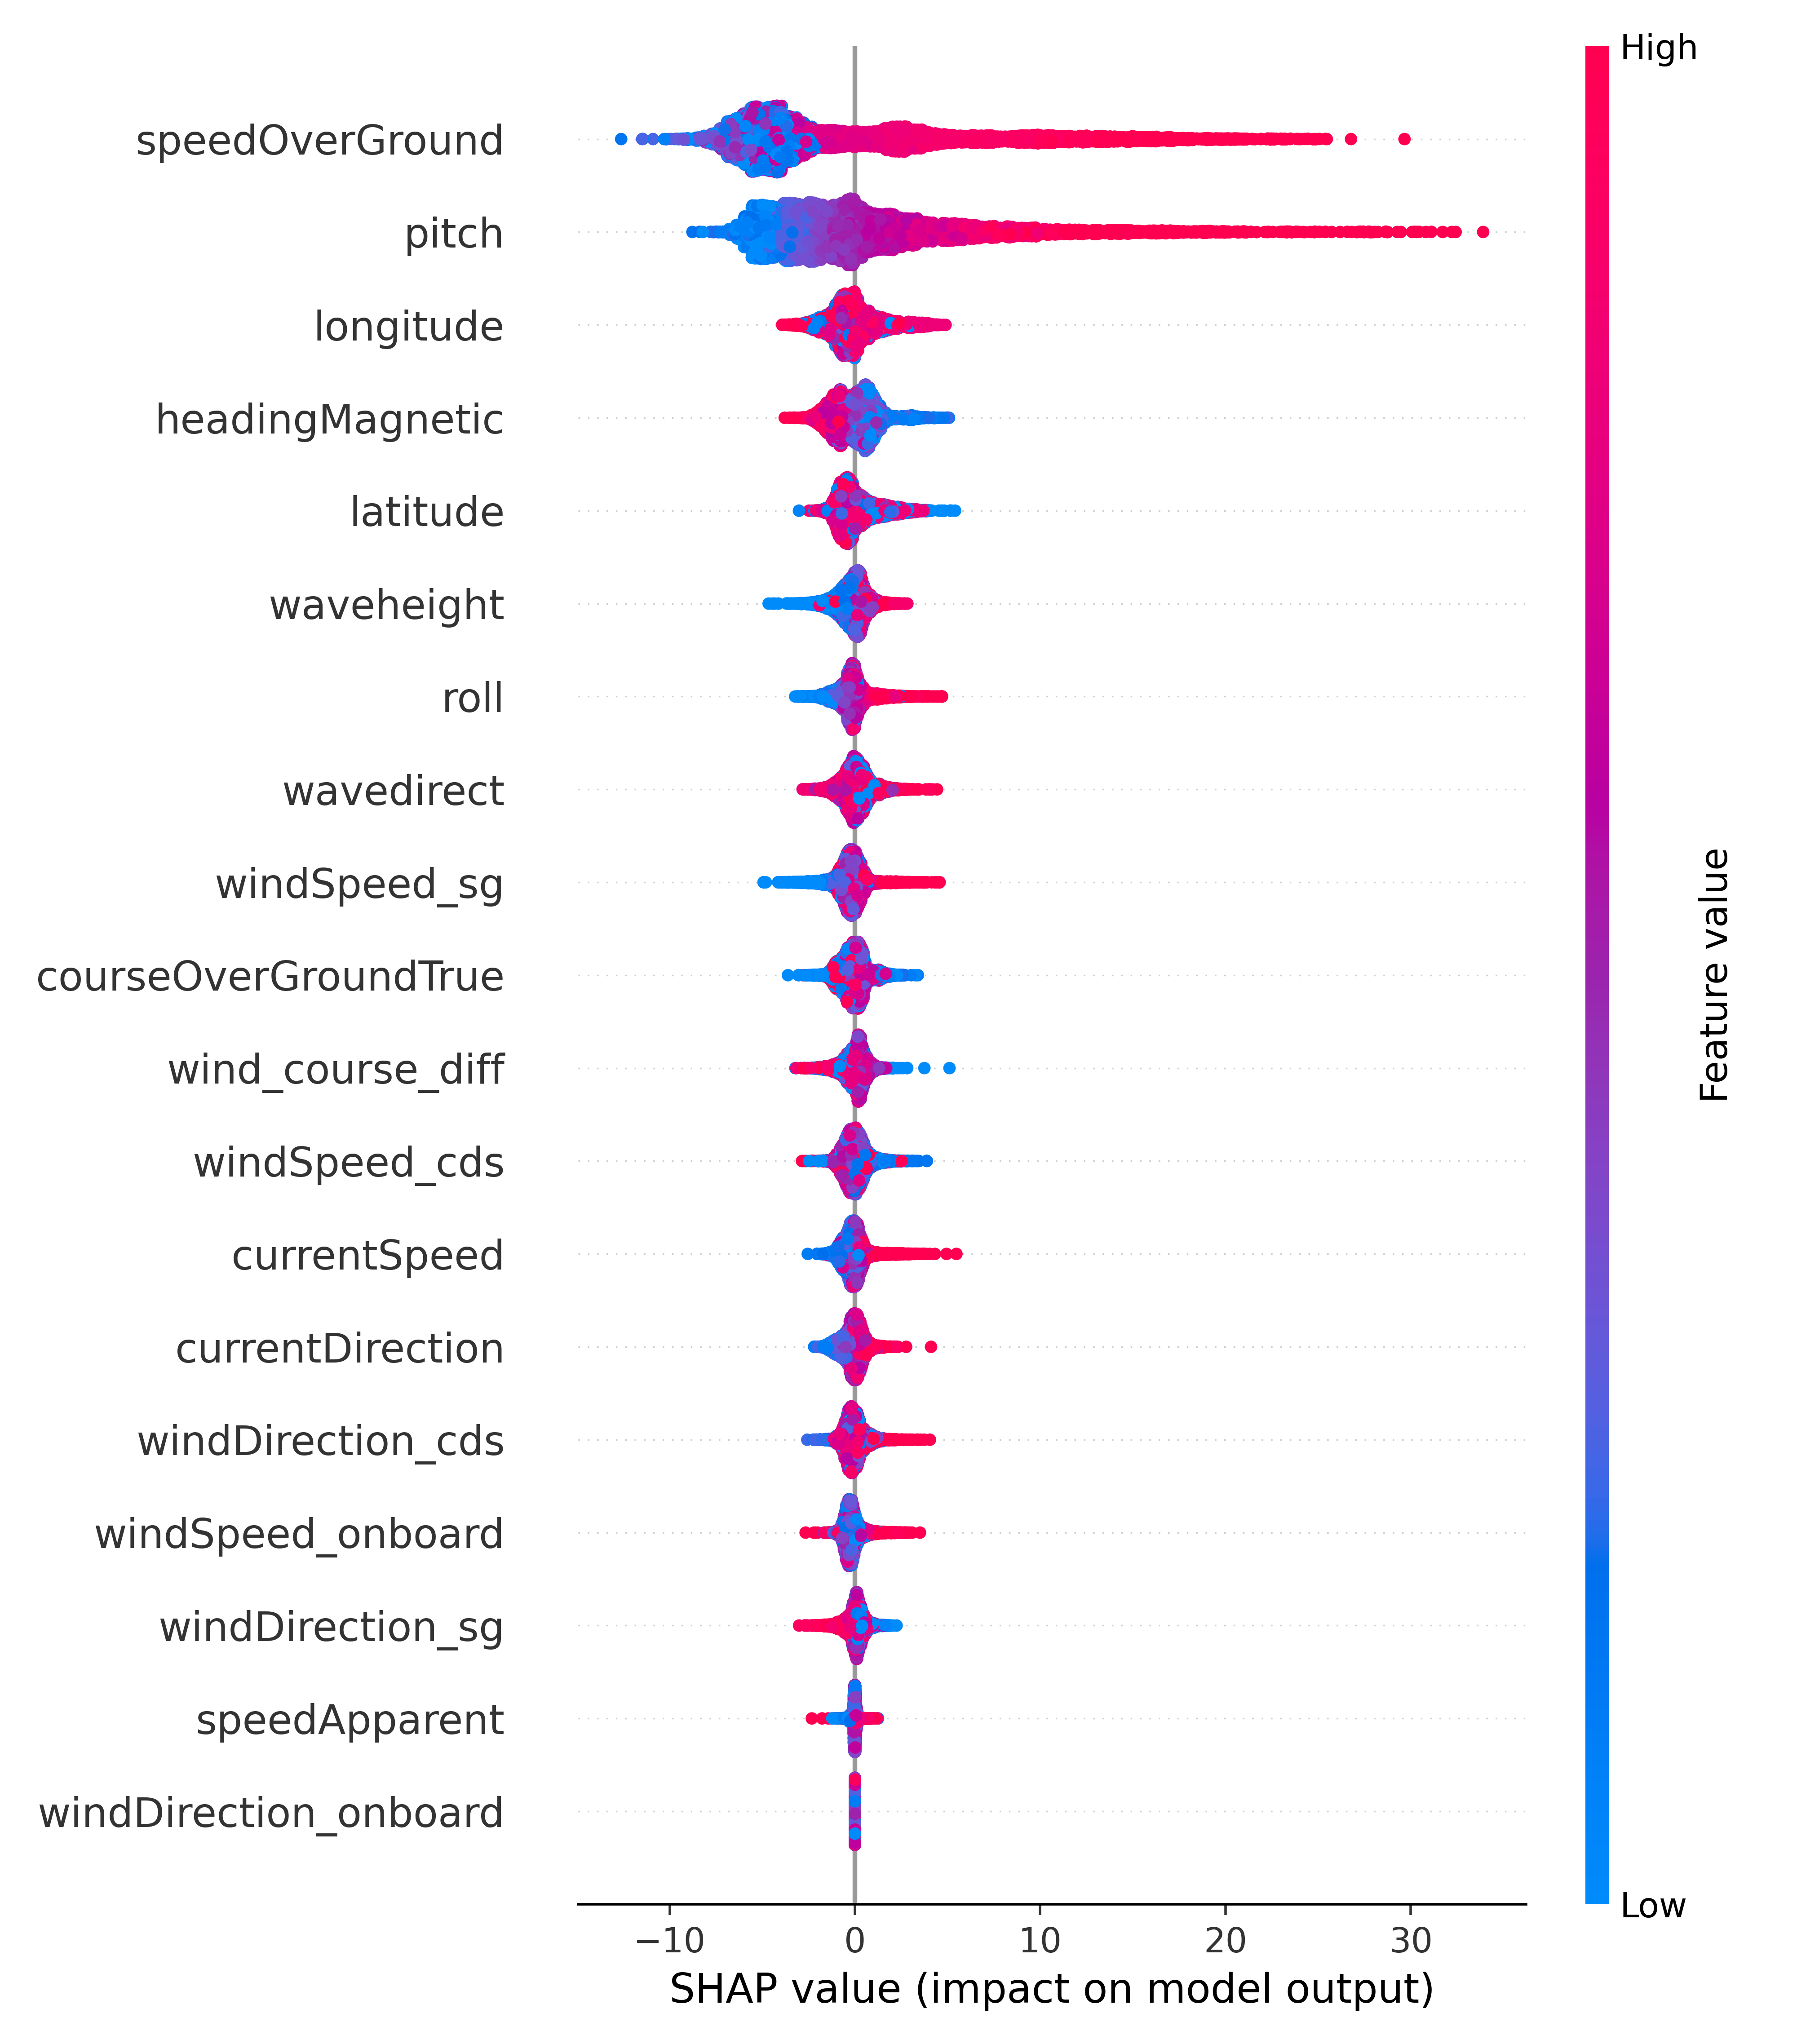 High
speedOverGround
pitch
longitude
headingMagnetic
latitude
waveheight
roll
wavedirect
windSpeed_sg
courseOverGroundTrue
wind_course_diff
windSpeed_cds
currentSpeed
currentDirection
windDirection_cds
windSpeed_onboard
windDirection_sg
speedApparent
windDirection_onboard
Feature value
Low
−10 0 10 20 30
SHAP value (impact on model output)